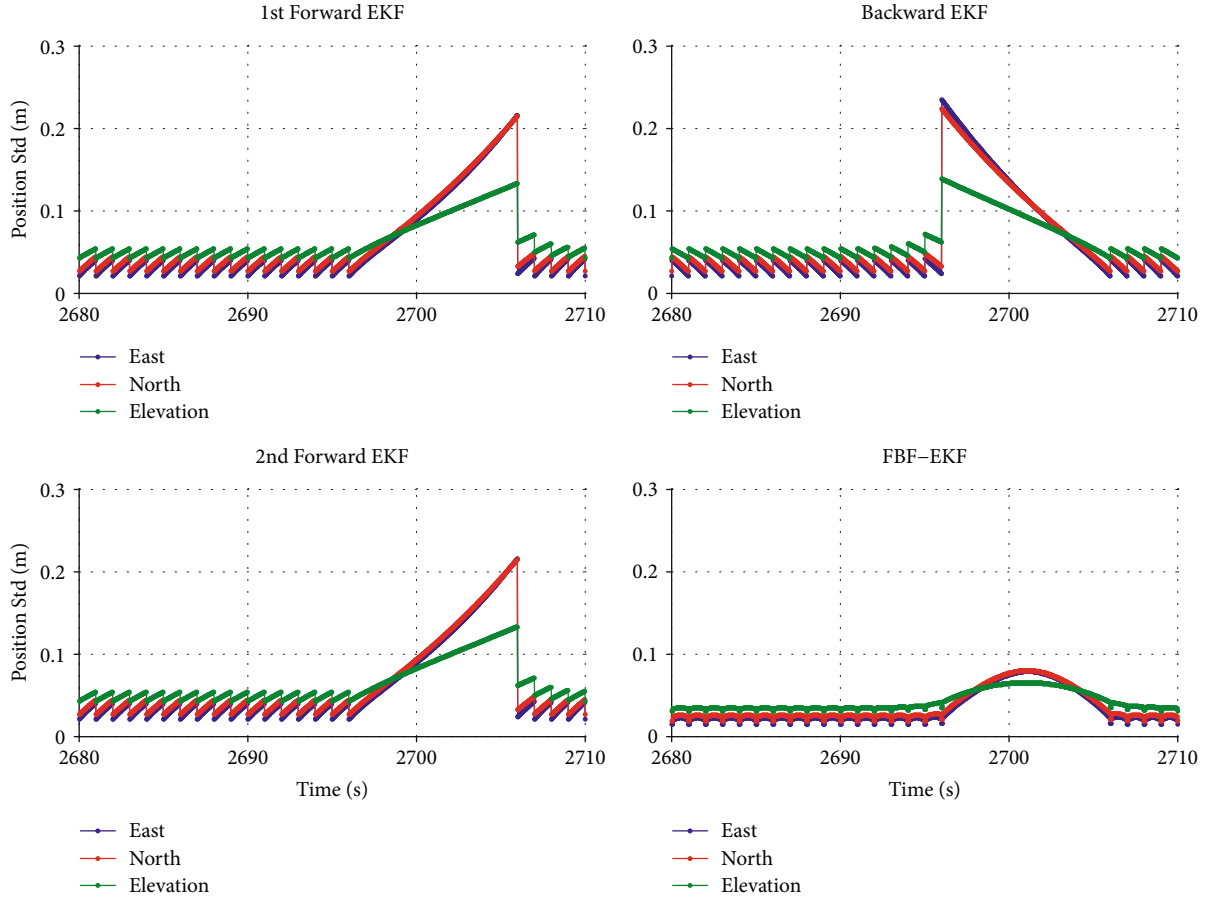 1st Forward EKF
Position Std (m)
0.3
0.2
0.1
0
2680 2690 2700 2710
East
North
Elevation
Backward EKF
0.3
0.2
0.1
0
2680 2690 2700 2710
East
North
Elevation
2nd Forward EKF
Position Std (m)
0.3
0.2
0.1
0
2680 2690 2700 2710
Time (s)
East
North
Elevation
FBF−EKF
0.3
0.2
0.1
0
2680 2690 2700 2710
Time (s)
East
North
Elevation